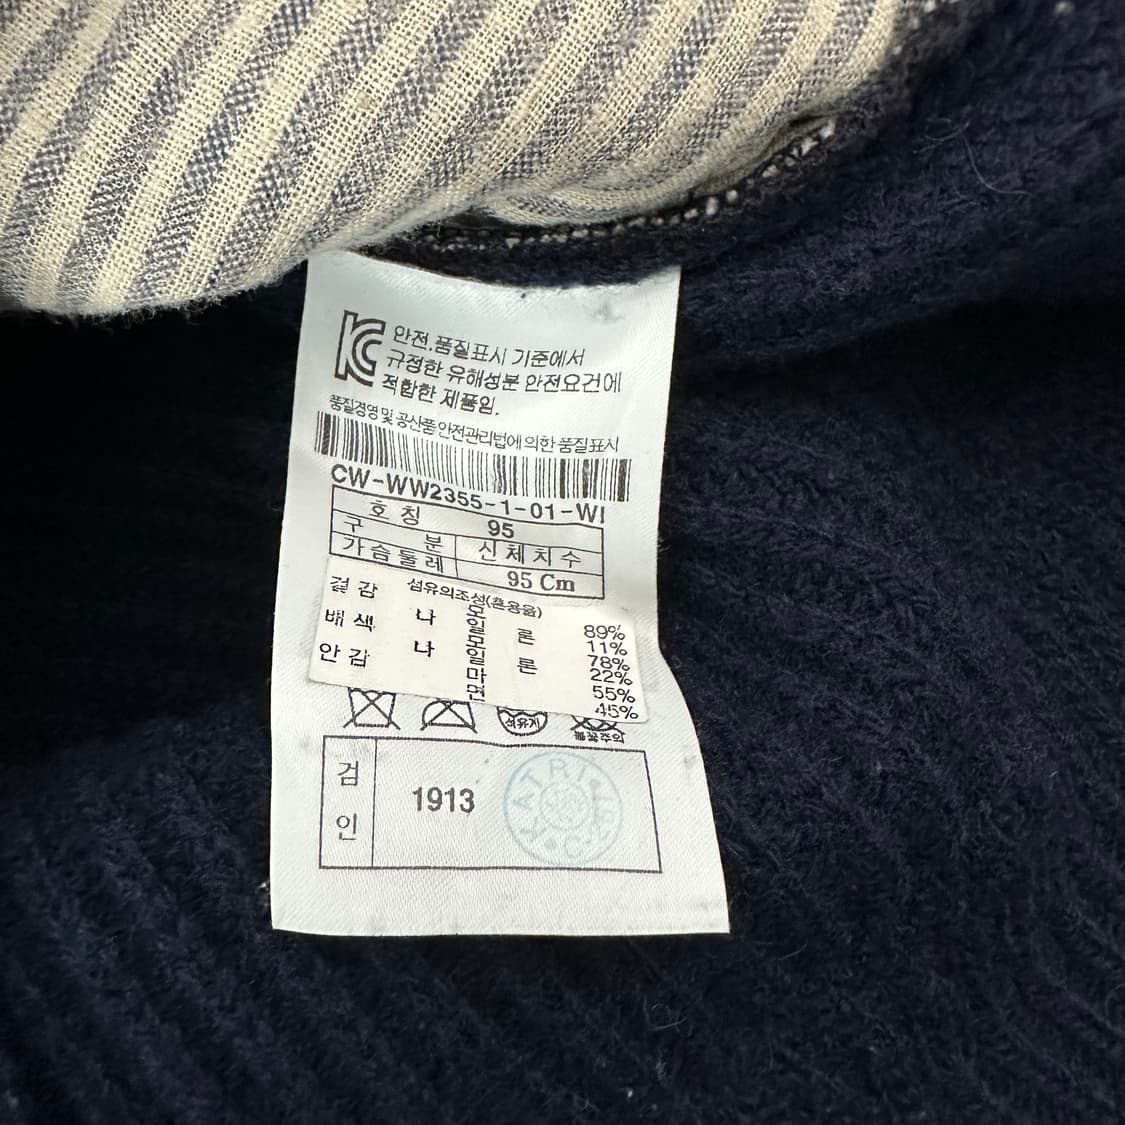 KC 안전.품질표시 기준에서
규정한 유해성분 안전요건에
적합한 제품임.
품질경영 및 공산품안전관리법에 의한 품질표시
CW-WW2355-1-01-WI
호 칭 95
구 분 신체치수
가슴둘레 95 Cm
겉감 섬유의조성(혼용율)
모 89%
나일론 11%
배색 모 78%
나일론 22%
안감 마 55%
면 45%
석유계
검인 1913